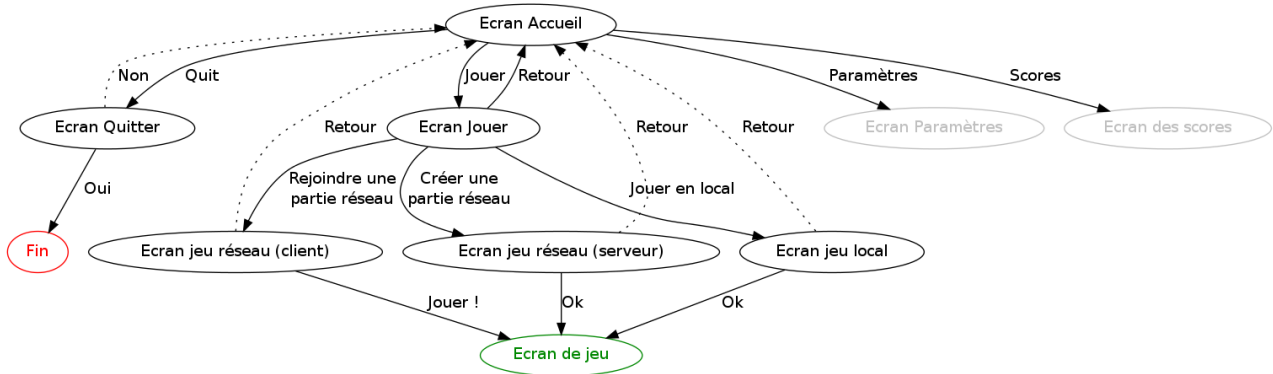 Ecran Accueil
Non
Quit
Jouer
Retour
Paramètres
Scores
Ecran Quitter
Retour
Ecran Jouer
Retour
Retour
Ecran Paramètres
Ecran des scores
Oui
Rejoindre une
partie réseau
Créer une
partie réseau
Jouer en local
Fin
Ecran jeu réseau (client)
Ecran jeu réseau (serveur)
Ecran jeu local
Jouer !
Ok
Ok
Ecran de jeu